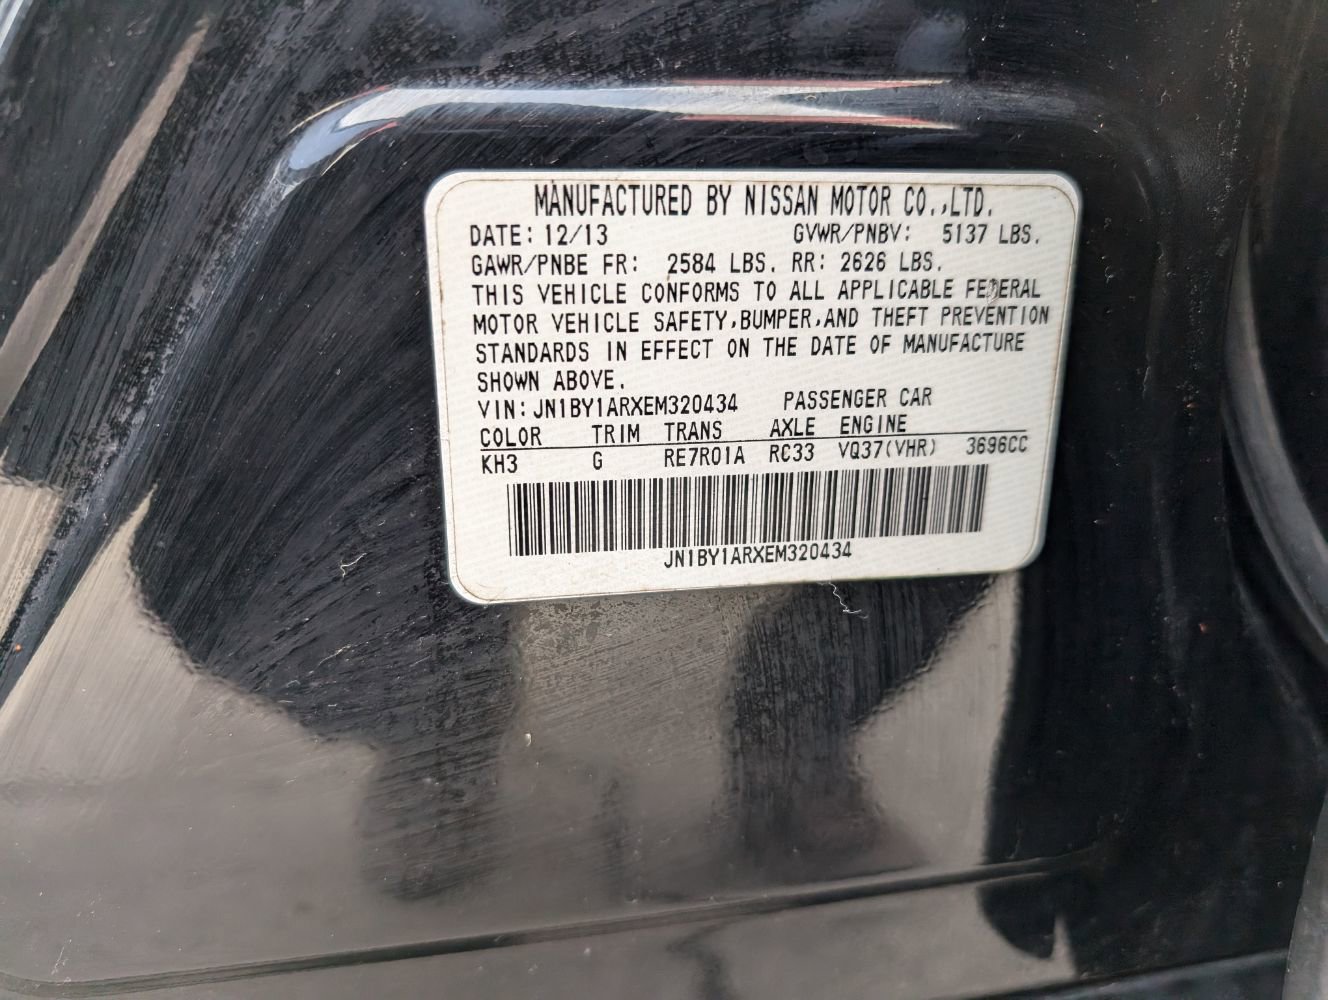 MANUFACTURED BY NISSAN MOTOR CO.,LTD.
DATE: 12/13 GVWR/PNBV: 5137 LBS.
GAWR/PNBE FR: 2584 LBS. RR: 2626 LBS.
THIS VEHICLE CONFORMS TO ALL APPLICABLE FEDERAL
MOTOR VEHICLE SAFETY,BUMPER,AND THEFT PREVENTION
STANDARDS IN EFFECT ON THE DATE OF MANUFACTURE
SHOWN ABOVE.
VIN: JN1BY1ARXEM320434 PASSENGER CAR
COLOR TRIM TRANS AXLE ENGINE
KH3 G RE7R01A RC33 VQ37(VHR) 3696CC
JN1BY1ARXEM320434